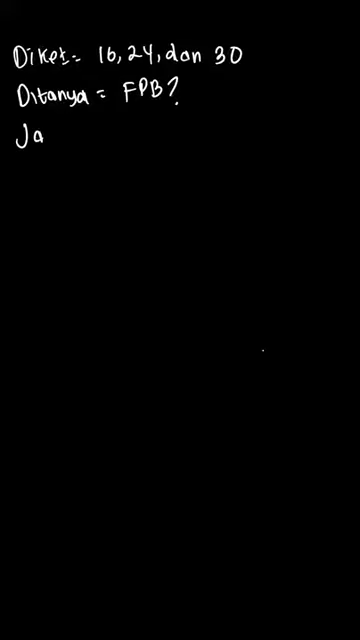 Diket = 16, 24, dan 30
Ditanya = FPB?
Ja